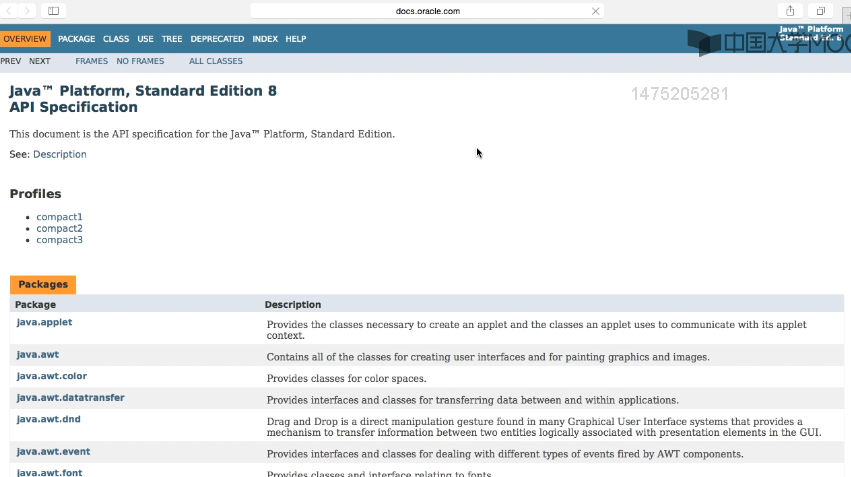 docs.oracle.com
OVERVIEW PACKAGE CLASS USE TREE DEPRECATED INDEX HELP
Java™ Platform
Standard Ed. 8
中国大学MOO
PREV NEXT FRAMES NO FRAMES ALL CLASSES
Java™ Platform, Standard Edition 8
API Specification
1475205281
This document is the API specification for the Java™ Platform, Standard Edition.
See: Description
Profiles
compact1
compact2
compact3
Packages
Package Description
java.applet Provides the classes necessary to create an applet and the classes an applet uses to communicate with its applet
context.
java.awt Contains all of the classes for creating user interfaces and for painting graphics and images.
java.awt.color Provides classes for color spaces.
java.awt.datatransfer Provides interfaces and classes for transferring data between and within applications.
java.awt.dnd Drag and Drop is a direct manipulation gesture found in many Graphical User Interface systems that provides a
mechanism to transfer information between two entities logically associated with presentation elements in the GUI.
java.awt.event Provides interfaces and classes for dealing with different types of events fired by AWT components.
java.awt.font Provides classes and interface relating to fonts.